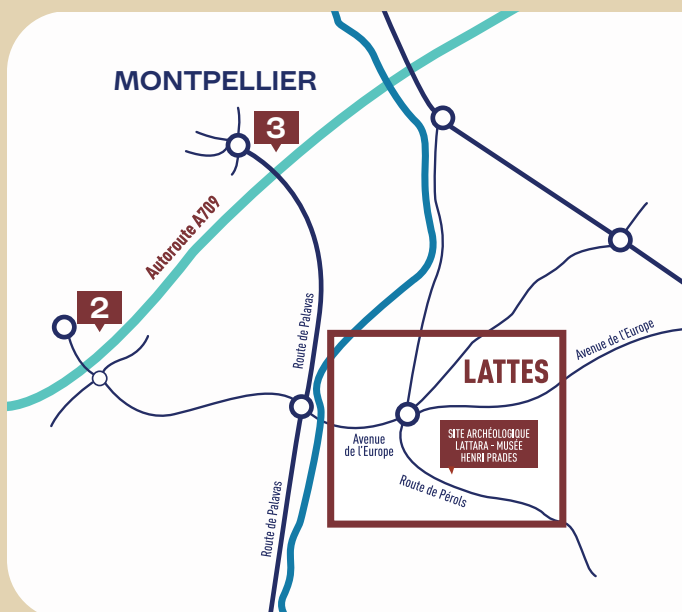 MONTPELLIER
3
Autoroute A709
2
Route de Palavas
Avenue de l'Europe
LATTES
Avenue
de l'Europe
SITE ARCHÉOLOGIQUE
LATTARA - MUSÉE
HENRI PRADES
Route de Pérols
Route de Palavas